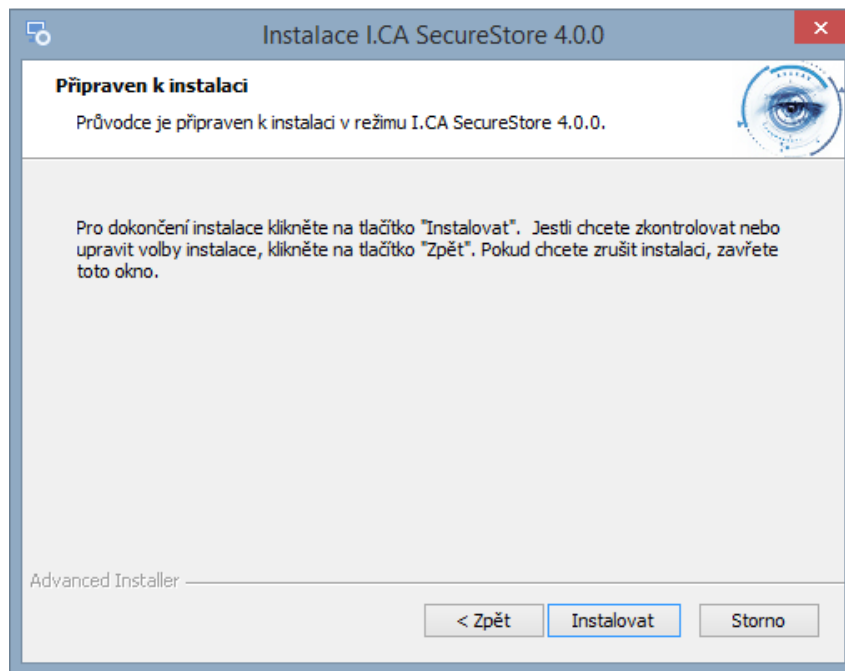 Instalace I.CA SecureStore 4.0.0
Připraven k instalaci
Průvodce je připraven k instalaci v režimu I.CA SecureStore 4.0.0.
Pro dokončení instalace klikněte na tlačítko "Instalovat".  Jestli chcete zkontrolovat nebo
upravit volby instalace, klikněte na tlačítko "Zpět". Pokud chcete zrušit instalaci, zavřete
toto okno.
Advanced Installer
< Zpět Instalovat Storno